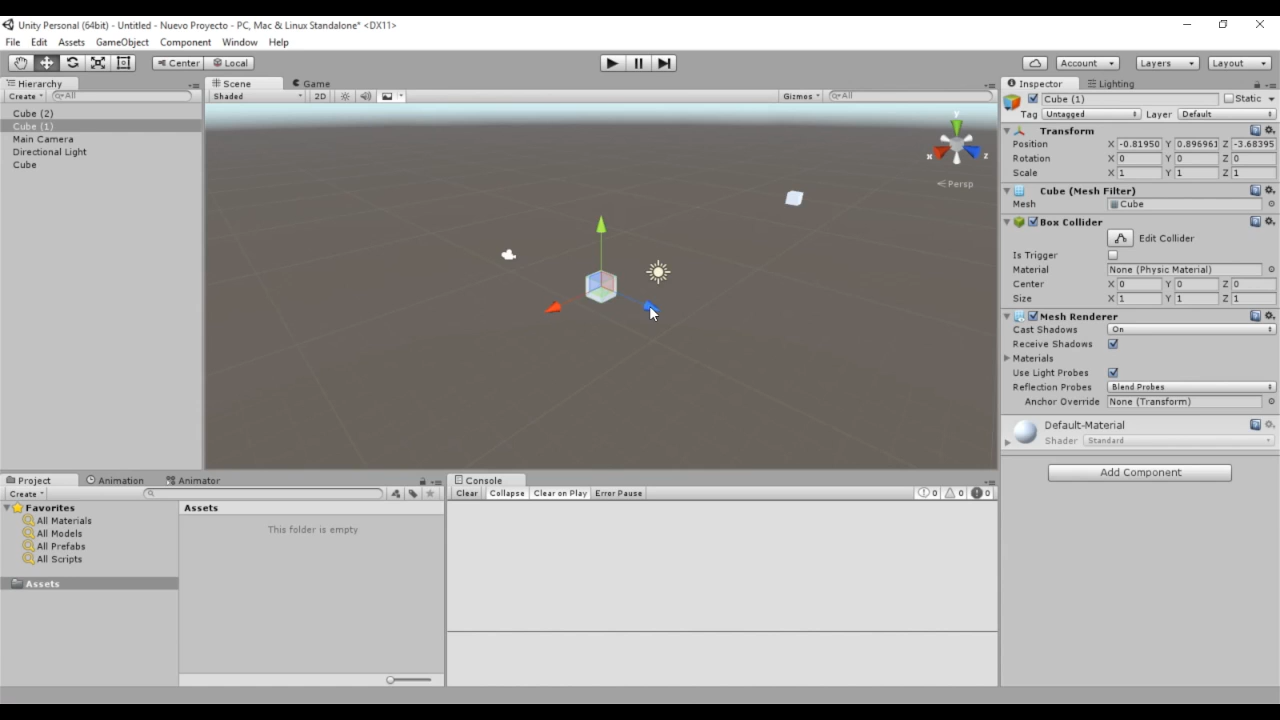 Unity Personal (64bit) - Untitled - Nuevo Proyecto - PC, Mac & Linux Standalone* <DX11>
File Edit Assets GameObject Component Window Help
Center Local Account Layers Layout
Hierarchy
Create All
Cube (2)
Cube (1)
Main Camera
Directional Light
Cube
Scene Game
Shaded 2D Gizmos All
y
x z
Persp
Inspector Lighting
Cube (1) Static
Tag Untagged Layer Default
Transform
Position X -0.81950 Y 0.896961 Z -3.68395
Rotation X 0 Y 0 Z 0
Scale X 1 Y 1 Z 1
Cube (Mesh Filter)
Mesh Cube
Box Collider
Edit Collider
Is Trigger
Material None (Physic Material)
Center X 0 Y 0 Z 0
Size X 1 Y 1 Z 1
Mesh Renderer
Cast Shadows On
Receive Shadows
Materials
Use Light Probes
Reflection Probes Blend Probes
Anchor Override None (Transform)
Default-Material
Shader Standard
Add Component
Project Animation Animator
Create
Favorites
All Materials
All Models
All Prefabs
All Scripts
Assets
Assets
This folder is empty
Console
Clear Collapse Clear on Play Error Pause 0 0 0